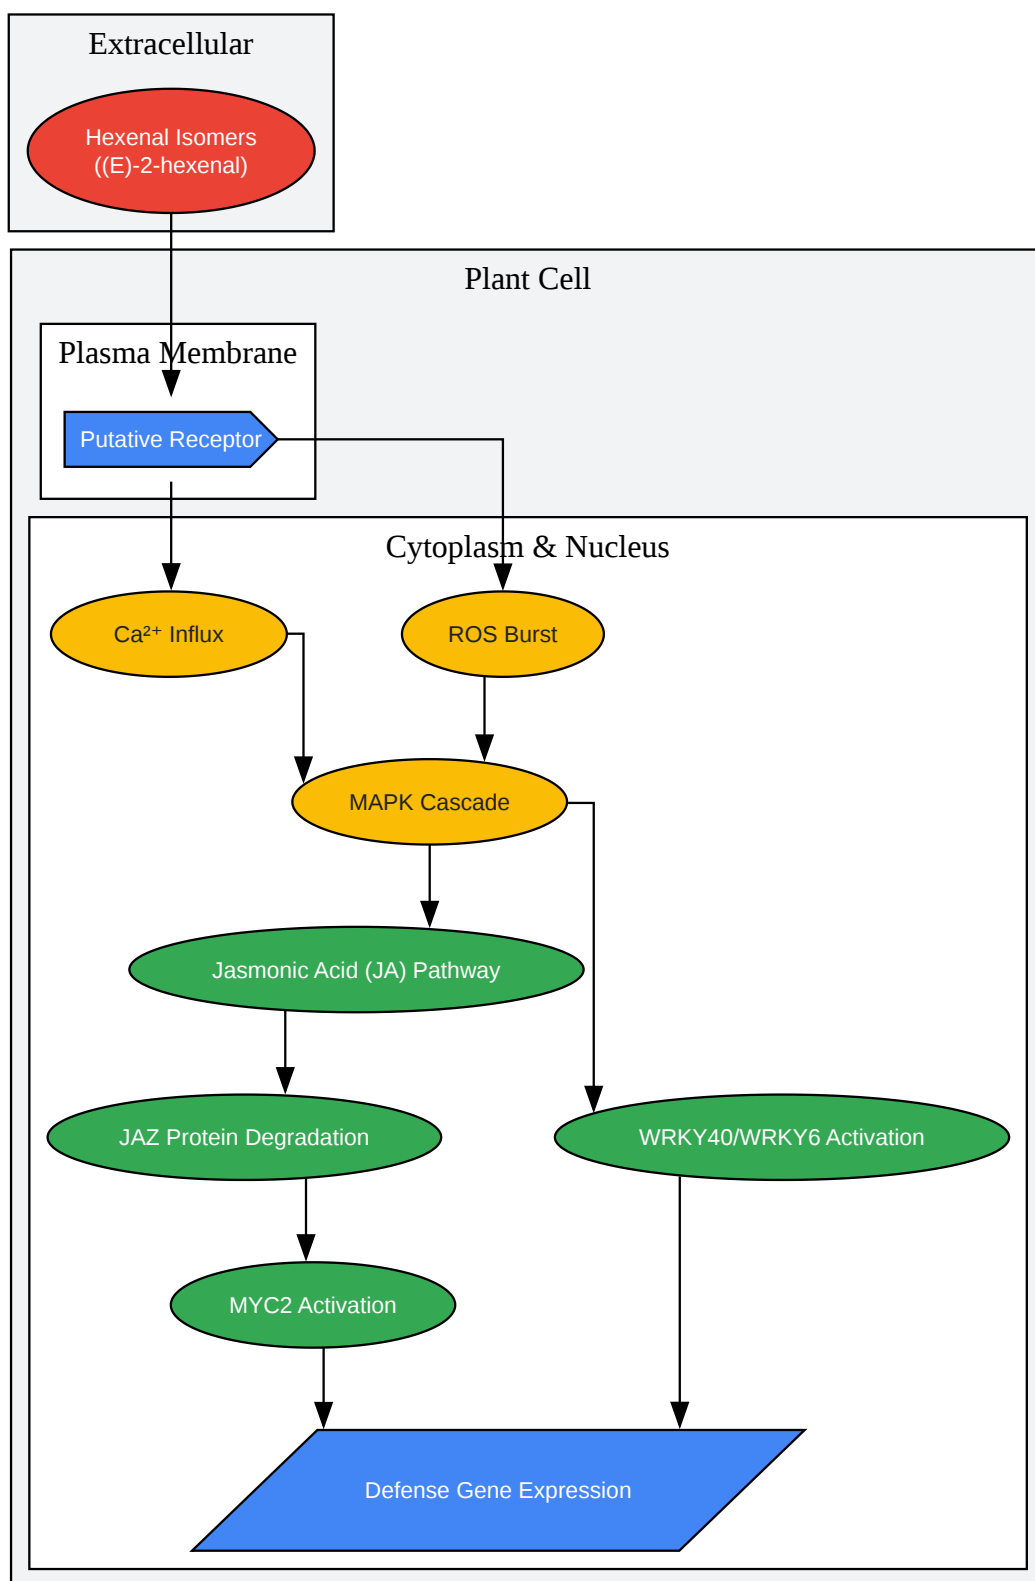 Extracellular
Hexenal Isomers
((E)-2-hexenal)
Plant Cell
Plasma Membrane
Putative Receptor
Cytoplasm & Nucleus
Ca²⁺ Influx
ROS Burst
MAPK Cascade
Jasmonic Acid (JA) Pathway
JAZ Protein Degradation
WRKY40/WRKY6 Activation
MYC2 Activation
Defense Gene Expression